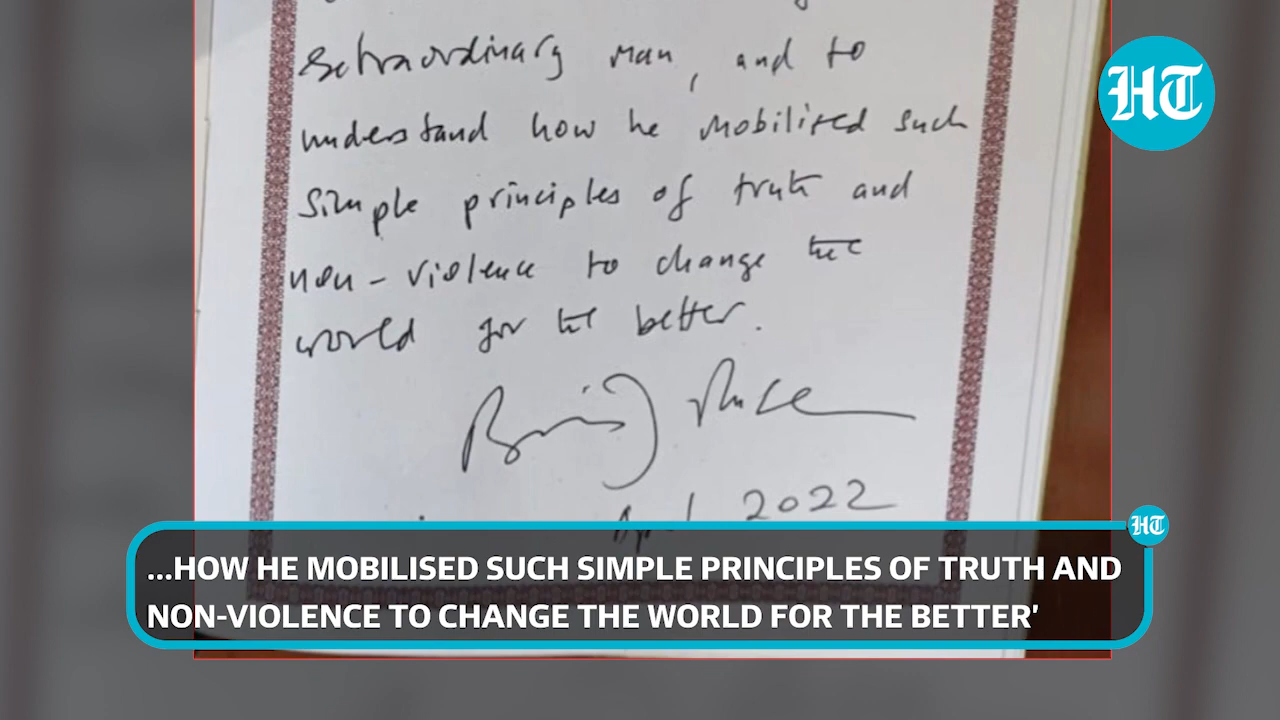 extraordinary man, and to
understand how he mobilised such
simple principles of truth and
non-violence to change the
world for the better.
April 2022
HT
HT
...HOW HE MOBILISED SUCH SIMPLE PRINCIPLES OF TRUTH AND
NON-VIOLENCE TO CHANGE THE WORLD FOR THE BETTER'